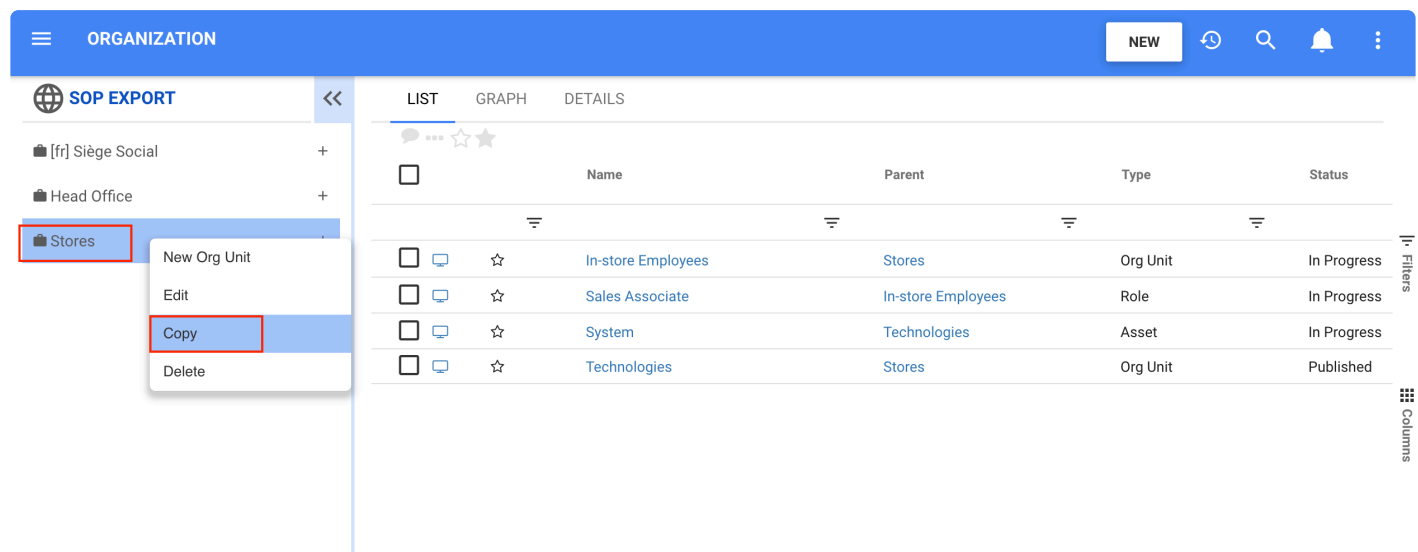 ORGANIZATION
NEW
SOP EXPORT
LIST GRAPH DETAILS
[fr] Siège Social +
Head Office +
Stores
New Org Unit
Edit
Copy
Delete
Name Parent Type Status
In-store Employees Stores Org Unit In Progress
Sales Associate In-store Employees Role In Progress
System Technologies Asset In Progress
Technologies Stores Org Unit Published
Filters
Columns